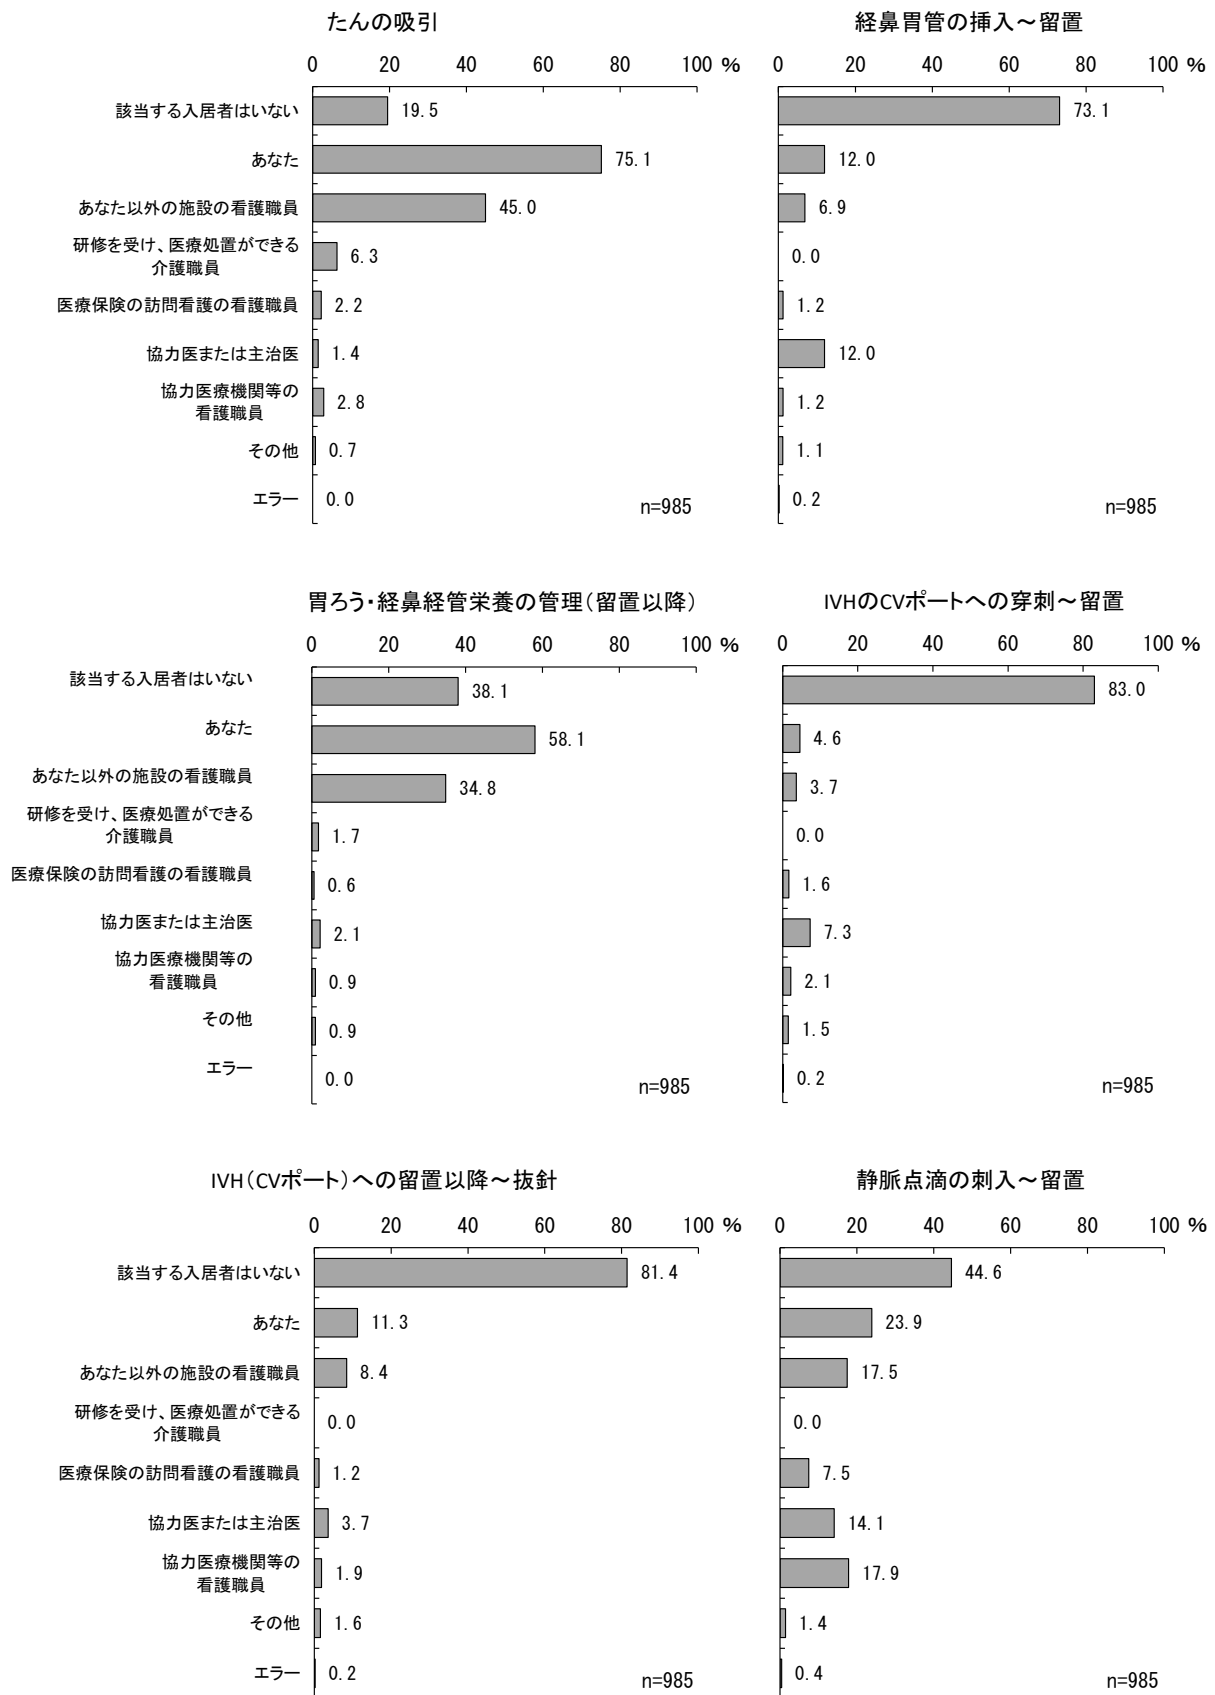 たんの吸引
0 20 40 60 80 100 %
該当する入居者はいない 19.5
あなた 75.1
あなた以外の施設の看護職員 45.0
研修を受け、医療処置ができる
介護職員 6.3
医療保険の訪問看護の看護職員 2.2
協力医または主治医 1.4
協力医療機関等の
看護職員 2.8
その他 0.7
エラー 0.0
n=985
経鼻胃管の挿入～留置
0 20 40 60 80 100 %
73.1
12.0
6.9
0.0
1.2
12.0
1.2
1.1
0.2
n=985
胃ろう・経鼻経管栄養の管理(留置以降)
0 20 40 60 80 100 %
該当する入居者はいない 38.1
あなた 58.1
あなた以外の施設の看護職員 34.8
研修を受け、医療処置ができる
介護職員 1.7
医療保険の訪問看護の看護職員 0.6
協力医または主治医 2.1
協力医療機関等の
看護職員 0.9
その他 0.9
エラー 0.0
n=985
IVHのCVポートへの穿刺～留置
0 20 40 60 80 100 %
83.0
4.6
3.7
0.0
1.6
7.3
2.1
1.5
0.2
n=985
IVH(CVポート)への留置以降～抜針
0 20 40 60 80 100 %
該当する入居者はいない 81.4
あなた 11.3
あなた以外の施設の看護職員 8.4
研修を受け、医療処置ができる
介護職員 0.0
医療保険の訪問看護の看護職員 1.2
協力医または主治医 3.7
協力医療機関等の
看護職員 1.9
その他 1.6
エラー 0.2
n=985
静脈点滴の刺入～留置
0 20 40 60 80 100 %
44.6
23.9
17.5
0.0
7.5
14.1
17.9
1.4
0.4
n=985